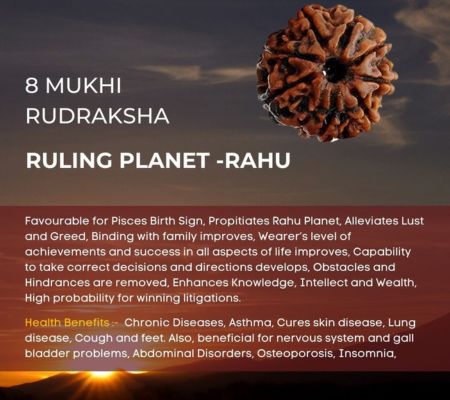 8 MUKHI
RUDRAKSHA
RULING PLANET -RAHU
Favourable for Pisces Birth Sign, Propitiates Rahu Planet, Alleviates Lust
and Greed, Binding with family improves, Wearer's level of
achievements and success in all aspects of life improves, Capability
to take correct decisions and directions develops, Obstacles and
Hindrances are removed, Enhances Knowledge, Intellect and Wealth,
High probability for winning litigations.
Health Benefits :- Chronic Diseases, Asthma, Cures skin disease, Lung
disease, Cough and feet. Also, beneficial for nervous system and gall
bladder problems, Abdominal Disorders, Osteoporosis, Insomnia,